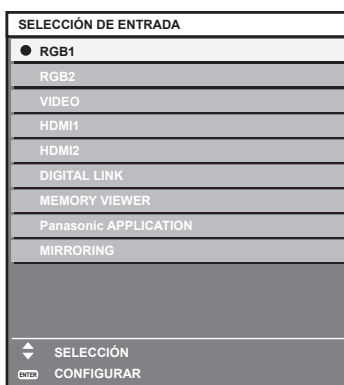 SELECCIÓN DE ENTRADA
RGB1
RGB2
VIDEO
HDMI1
HDMI2
DIGITAL LINK
MEMORY VIEWER
Panasonic APPLICATION
MIRRORING
SELECCIÓN
ENTER CONFIGURAR